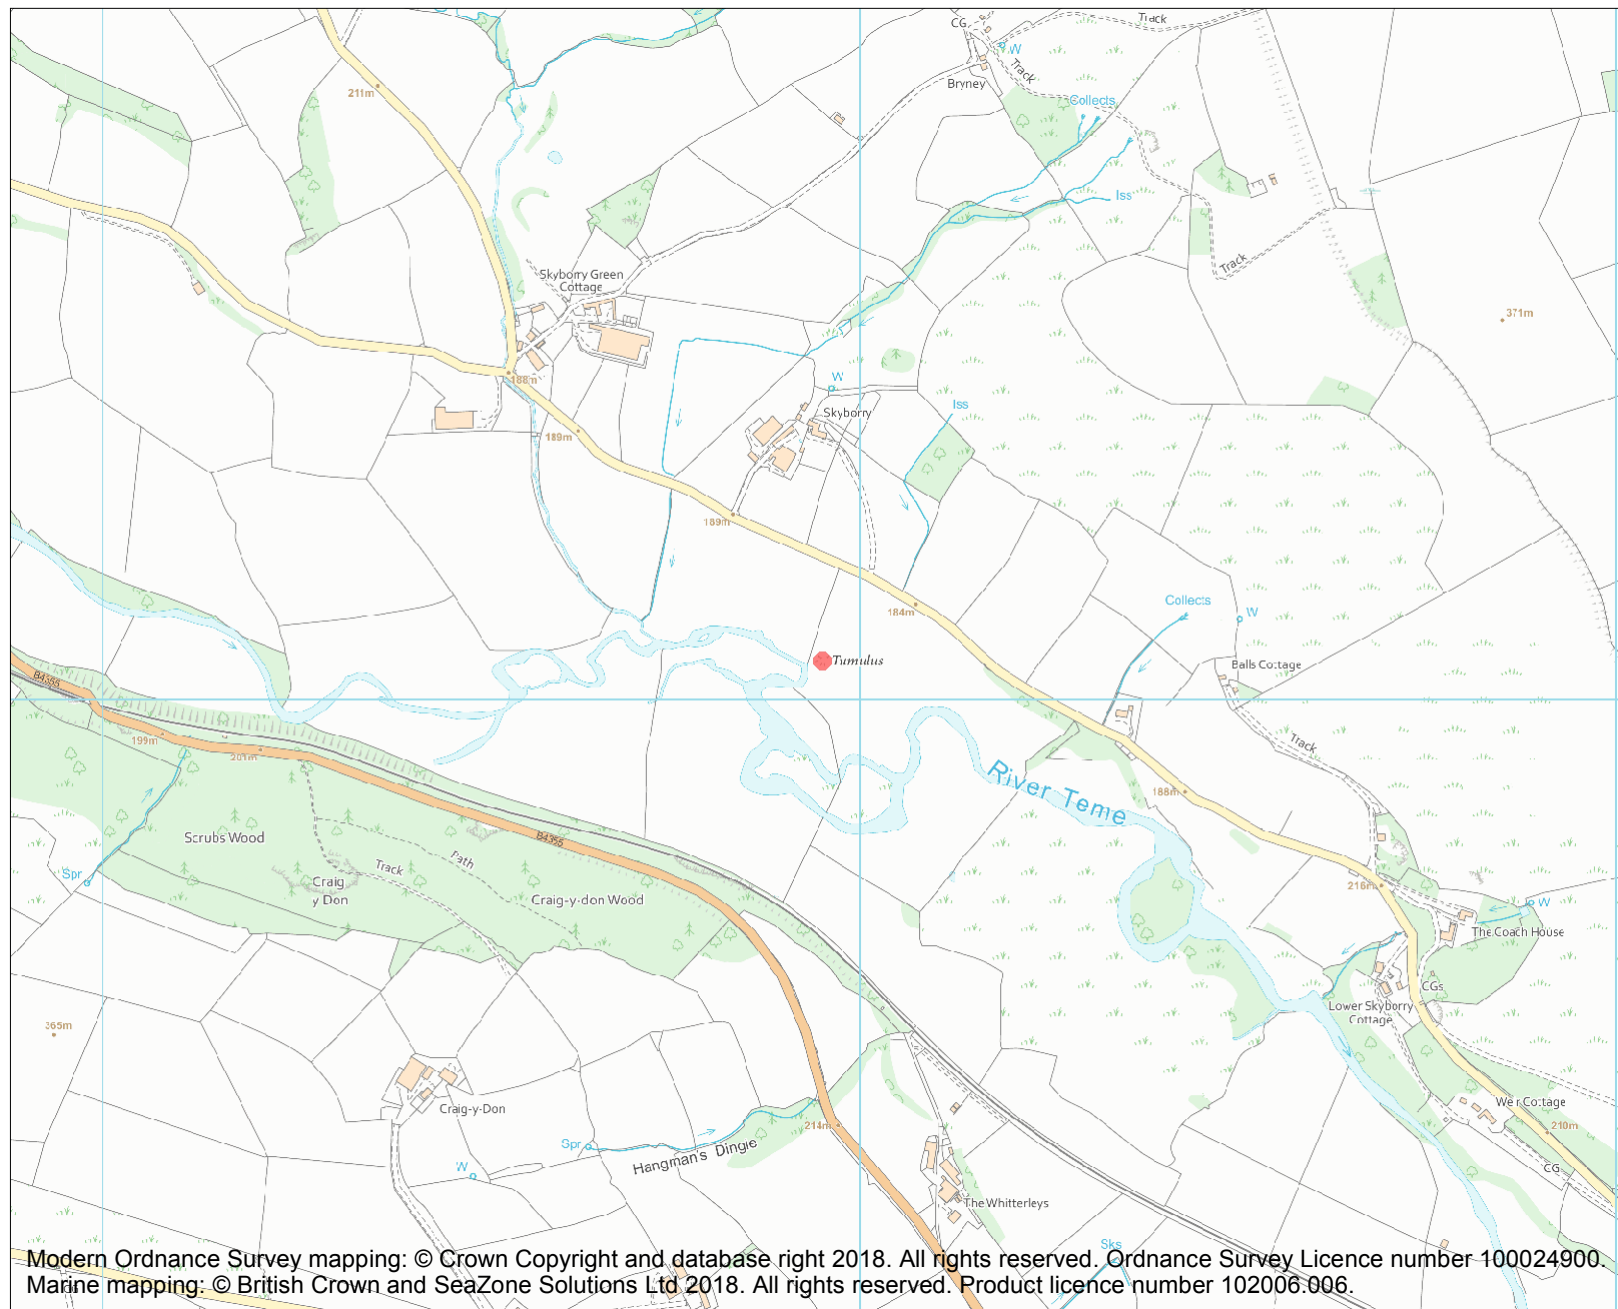 CG
Track
W
211m
Track
Bryney
Collects
Iss
Skyborry Green
Cottage
Track
371m
188m
W
Iss
Skyborry
189m
189m
184m
Collects
W
Tumulus
Balls Cottage
B4355
199m
201m
Track
River Teme
188m
Scrubs Wood
B4355
Path
Track
Spr
Craig
y Don
Craig-y-don Wood
216m
W
The Coach House
CGs
Lower Skyborry
Cottage
365m
Craig-y-Don
Weir Cottage
214m
210m
Spr
Hangman's Dingle
W
CG
The Whitterleys
Sks
Modern Ordnance Survey mapping: © Crown Copyright and database right 2018. All rights reserved. Ordnance Survey Licence number 100024900.
Marine mapping: © British Crown and SeaZone Solutions Ltd 2018. All rights reserved. Product licence number 102006.006.